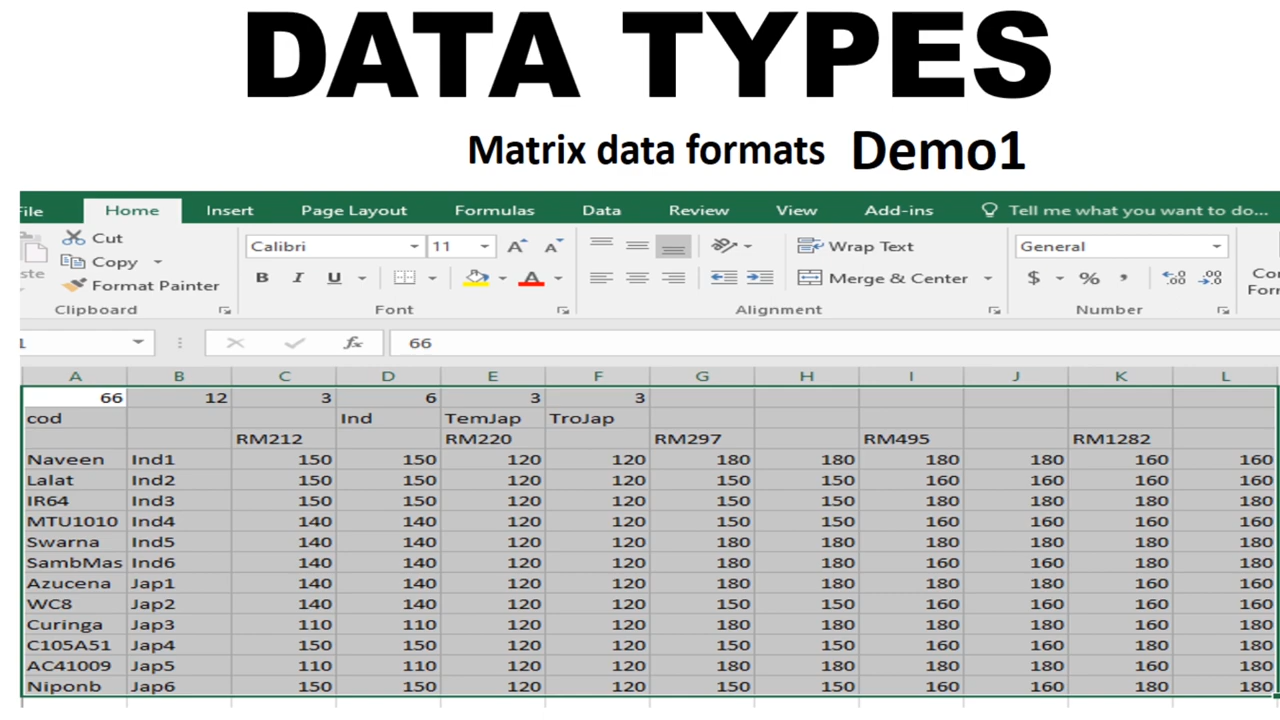 DATA TYPES
Matrix data formats Demo1
File Home Insert Page Layout Formulas Data Review View Add-ins Tell me what you want to do...
Cut
Copy
Format Painter
Clipboard
Calibri 11 A A
B I U A
Font
Wrap Text
Merge & Center
Alignment
General
$ % , .00 .00
Number
66
A B C D E F G H I J K L
66 12 3 6 3 3
cod Ind TemJap TroJap
RM212 RM220 RM297 RM495 RM1282
Naveen Ind1 150 150 120 120 180 180 180 180 160 160
Lalat Ind2 150 150 120 120 150 150 160 160 180 180
IR64 Ind3 150 150 120 120 150 150 180 180 180 180
MTU1010 Ind4 140 140 120 120 150 150 160 160 160 160
Swarna Ind5 140 140 120 120 180 180 180 180 180 180
SambMas Ind6 140 140 120 120 180 180 160 160 180 180
Azucena Jap1 140 140 120 120 180 180 180 180 160 160
WC8 Jap2 140 140 120 120 150 150 160 160 160 160
Curinga Jap3 110 110 120 120 180 180 180 180 180 180
C105A51 Jap4 150 150 120 120 150 150 160 160 180 180
AC41009 Jap5 110 110 120 120 180 180 180 180 160 180
Niponb Jap6 150 150 120 120 150 150 160 160 180 180